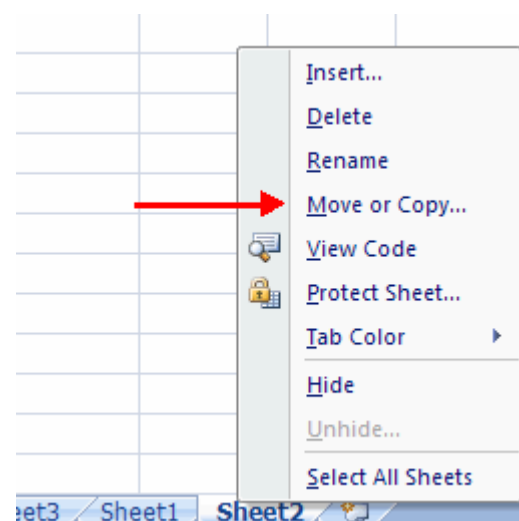 Insert...
Delete
Rename
Move or Copy...
View Code
Protect Sheet...
Tab Color
Hide
Unhide...
Select All Sheets
eet3 Sheet1 Sheet2